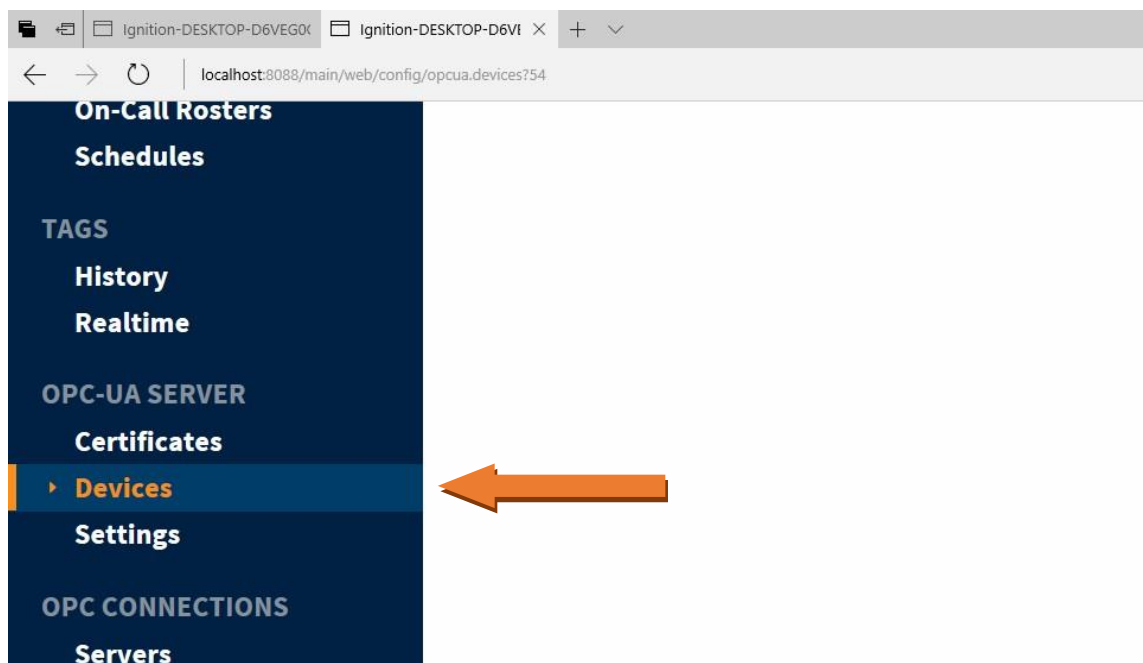 Ignition-DESKTOP-D6VEG0( Ignition-DESKTOP-D6VE
localhost:8088/main/web/config/opcua.devices?54
On-Call Rosters
Schedules
TAGS
History
Realtime
OPC-UA SERVER
Certificates
Devices
Settings
OPC CONNECTIONS
Servers